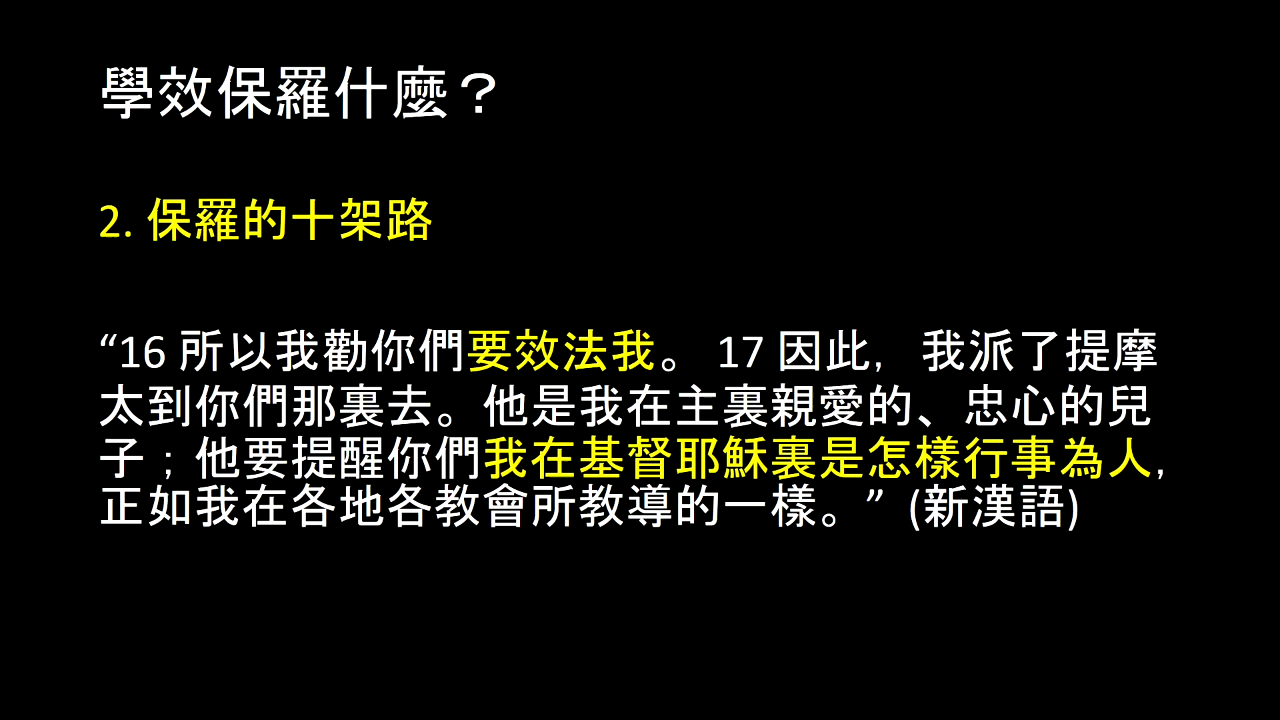 學效保羅什麼？
2. 保羅的十架路
“16 所以我勸你們要效法我。 17 因此，我派了提摩
太到你們那裏去。他是我在主裏親愛的、忠心的兒
子；他要提醒你們我在基督耶穌裏是怎樣行事為人，
正如我在各地各教會所教導的一樣。” (新漢語)